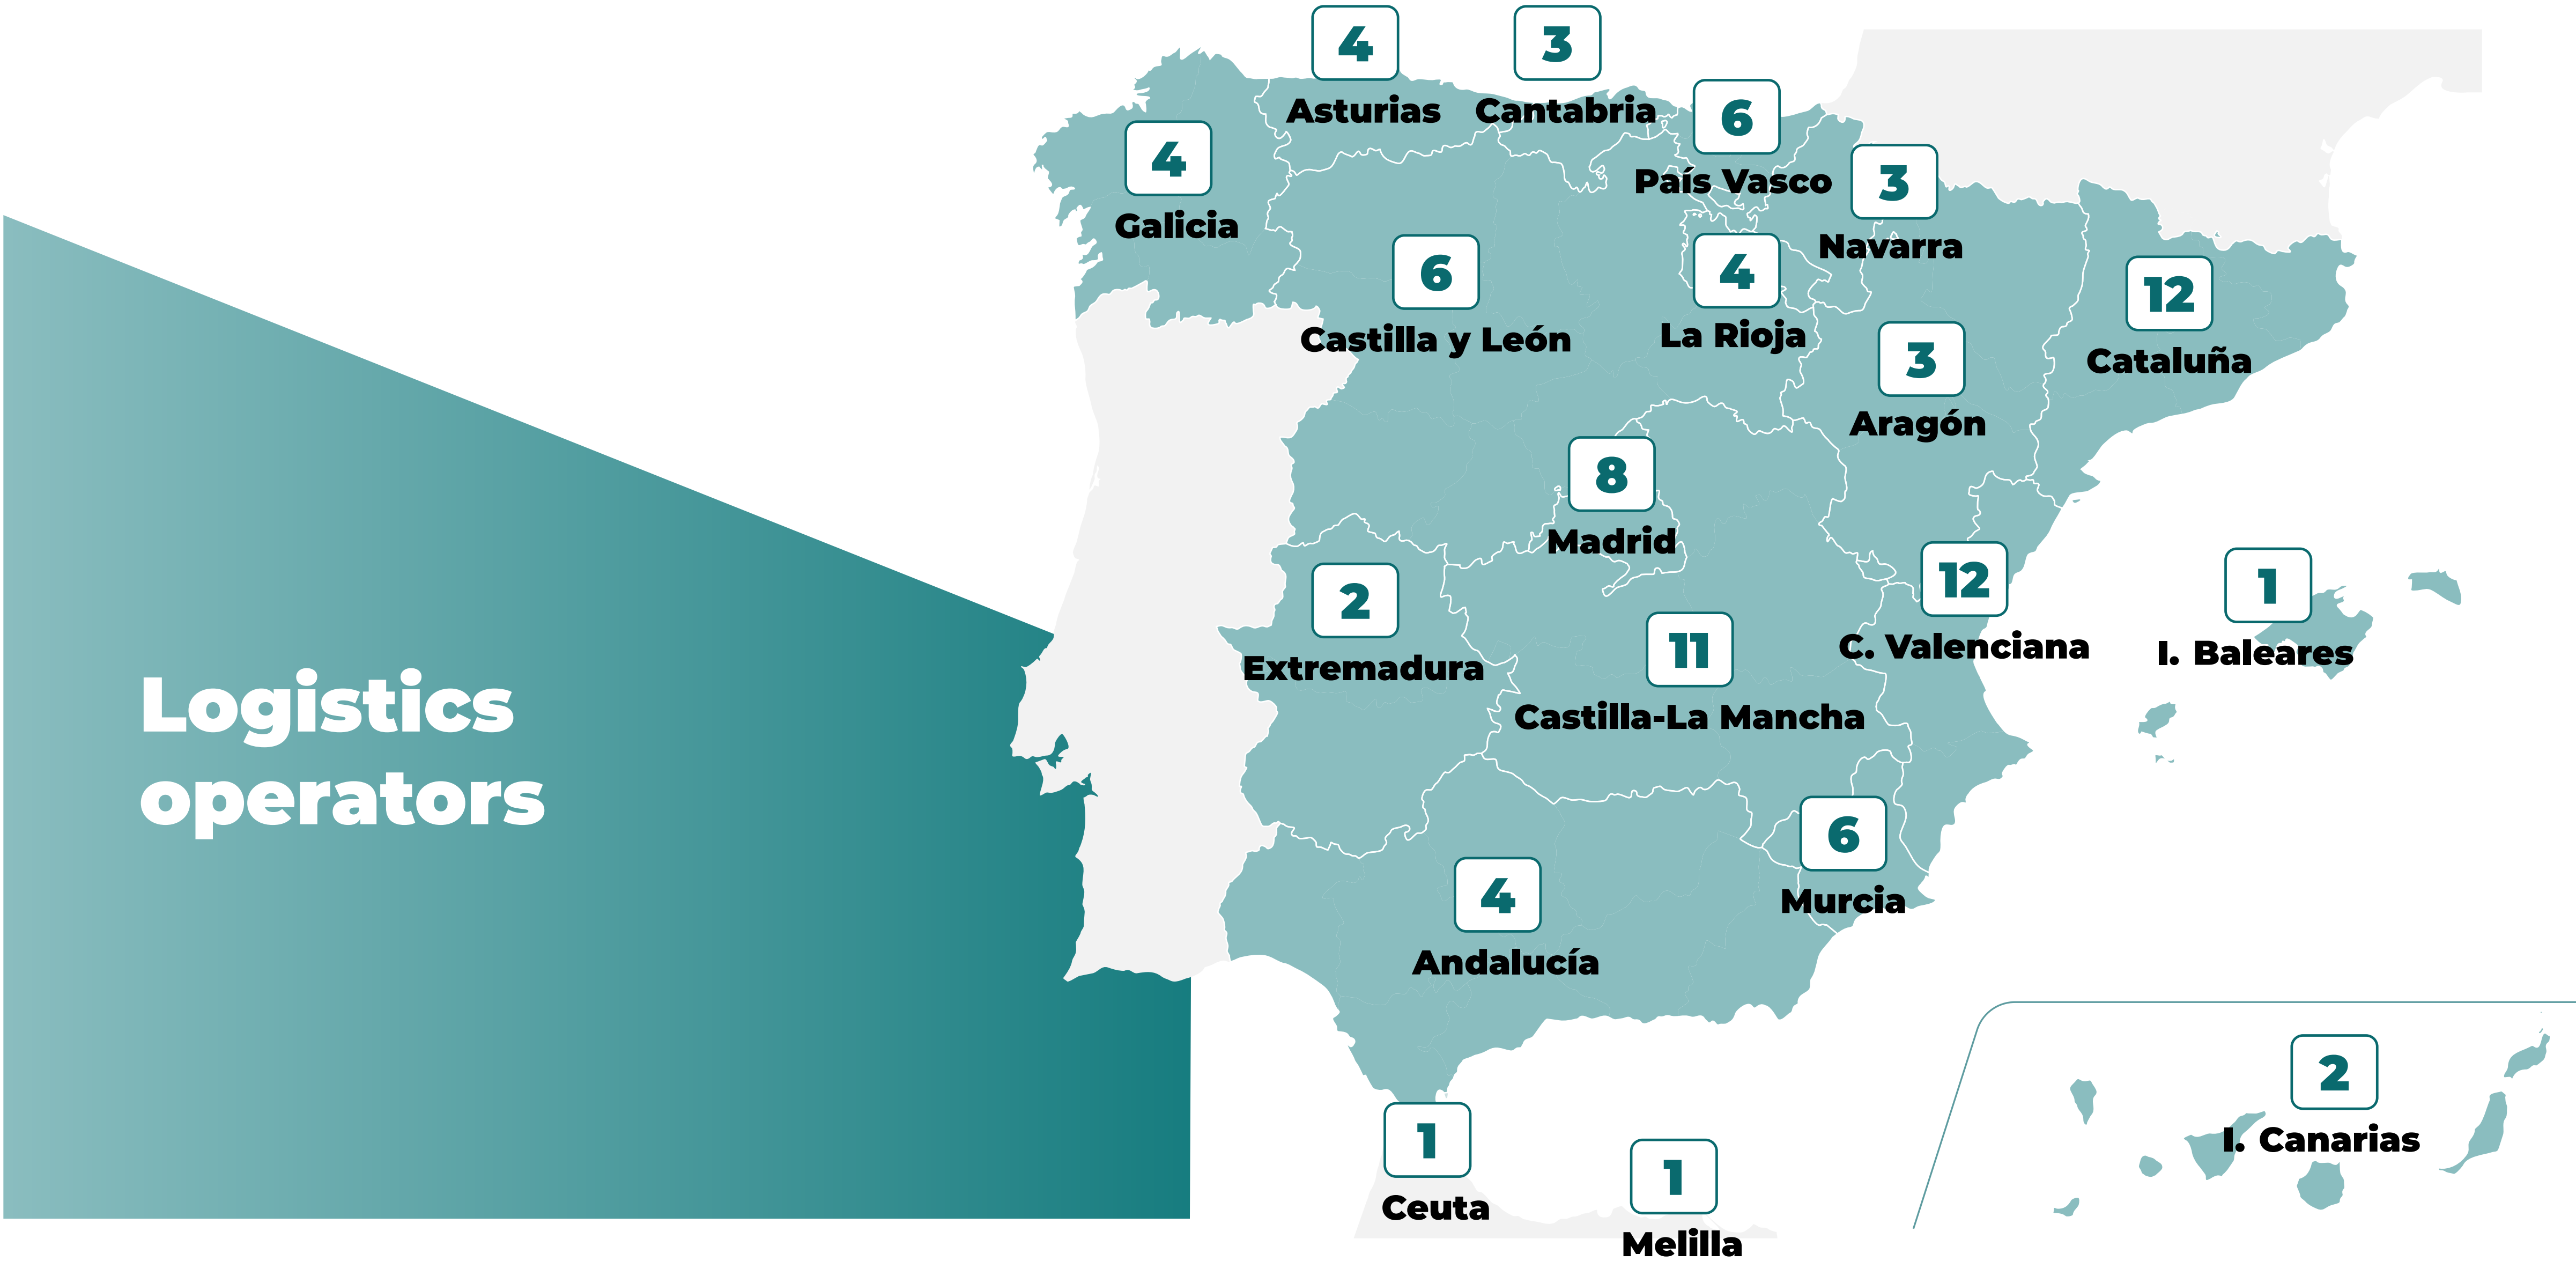 Logistics
operators
4
Asturias
3
Cantabria
6
País Vasco
4
Galicia
3
Navarra
6
Castilla y León
4
La Rioja
12
Cataluña
3
Aragón
8
Madrid
12
C. Valenciana
1
I. Baleares
2
Extremadura
11
Castilla-La Mancha
6
Murcia
4
Andalucía
2
I. Canarias
1
Ceuta
1
Melilla